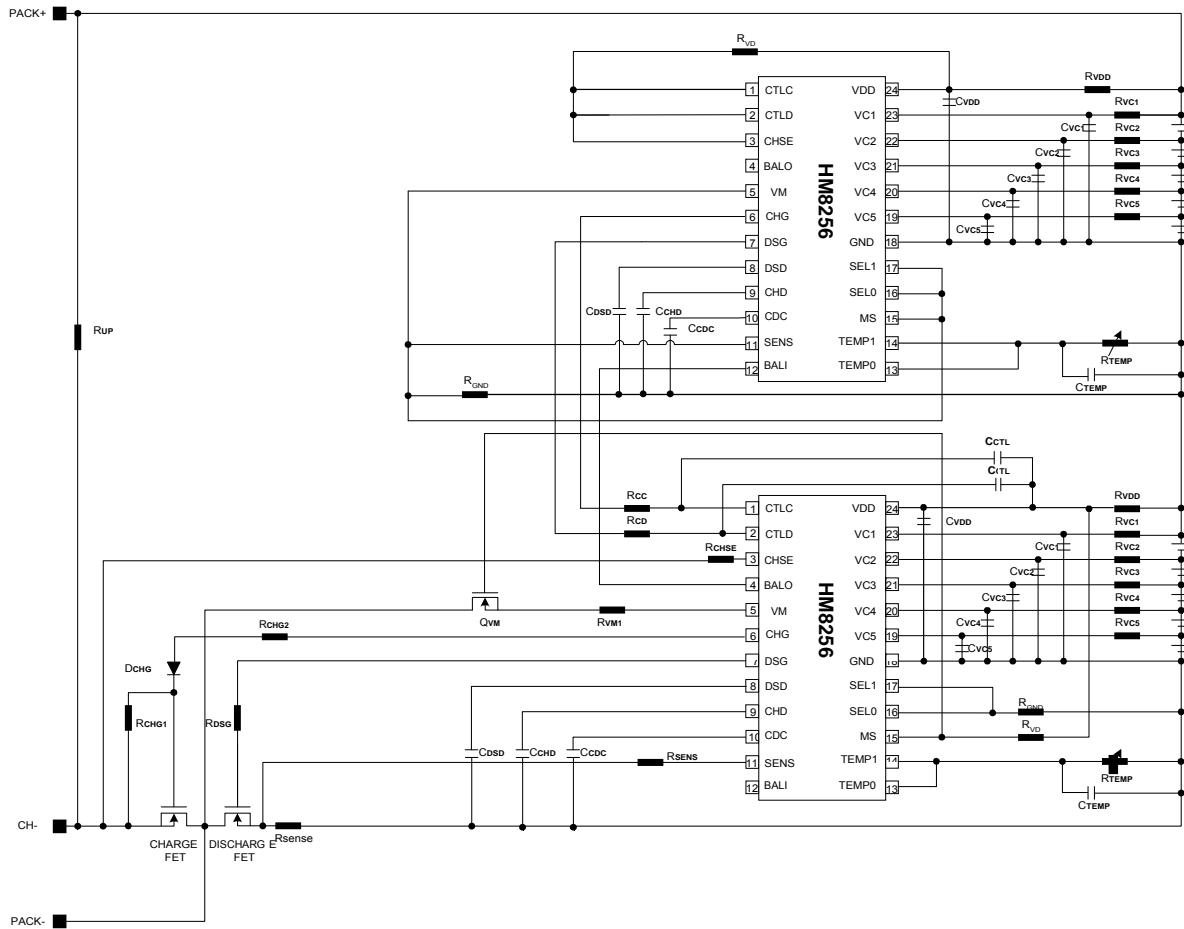 PACK+
RVD
1 CTLC VDD 24 CVDD RVDD
2 CTLD VC1 23 CVC1 RVC1
3 CHSE VC2 22 CVC2 RVC2
4 BALO VC3 21 CVC3 RVC3
5 VM VC4 20 CVC4 RVC4
6 CHG VC5 19 CVC5 RVC5
7 DSG GND 18
8 DSD SEL1 17
9 CHD SEL0 16
10 CDC MS 15
11 SENS TEMP1 14
12 BALI TEMP0 13
HM8256
CDSD CCHD CCDC
RUP
RTEMP
CTEMP
RGND
CCTL
RCC
RCD
RCHSE
1 CTLC VDD 24 CVDD RVDD
2 CTLD VC1 23 CVC1 RVC1
3 CHSE VC2 22 CVC2 RVC2
4 BALO VC3 21 CVC3 RVC3
5 VM VC4 20 CVC4 RVC4
6 CHG VC5 19 CVC5 RVC5
7 DSG GND
8 DSD SEL1 17
9 CHD SEL0 16 RGND
10 CDC MS 15 RVD
11 SENS TEMP1 14 RTEMP
12 BALI TEMP0 13 CTEMP
HM8256
QVM RVM1
RCHG2
DCHG
RCHG1 RDSG
CDSD CCHD CCDC
RSENS
CH-
Rsense
CHARGE FET
DISCHARG E FET
PACK-